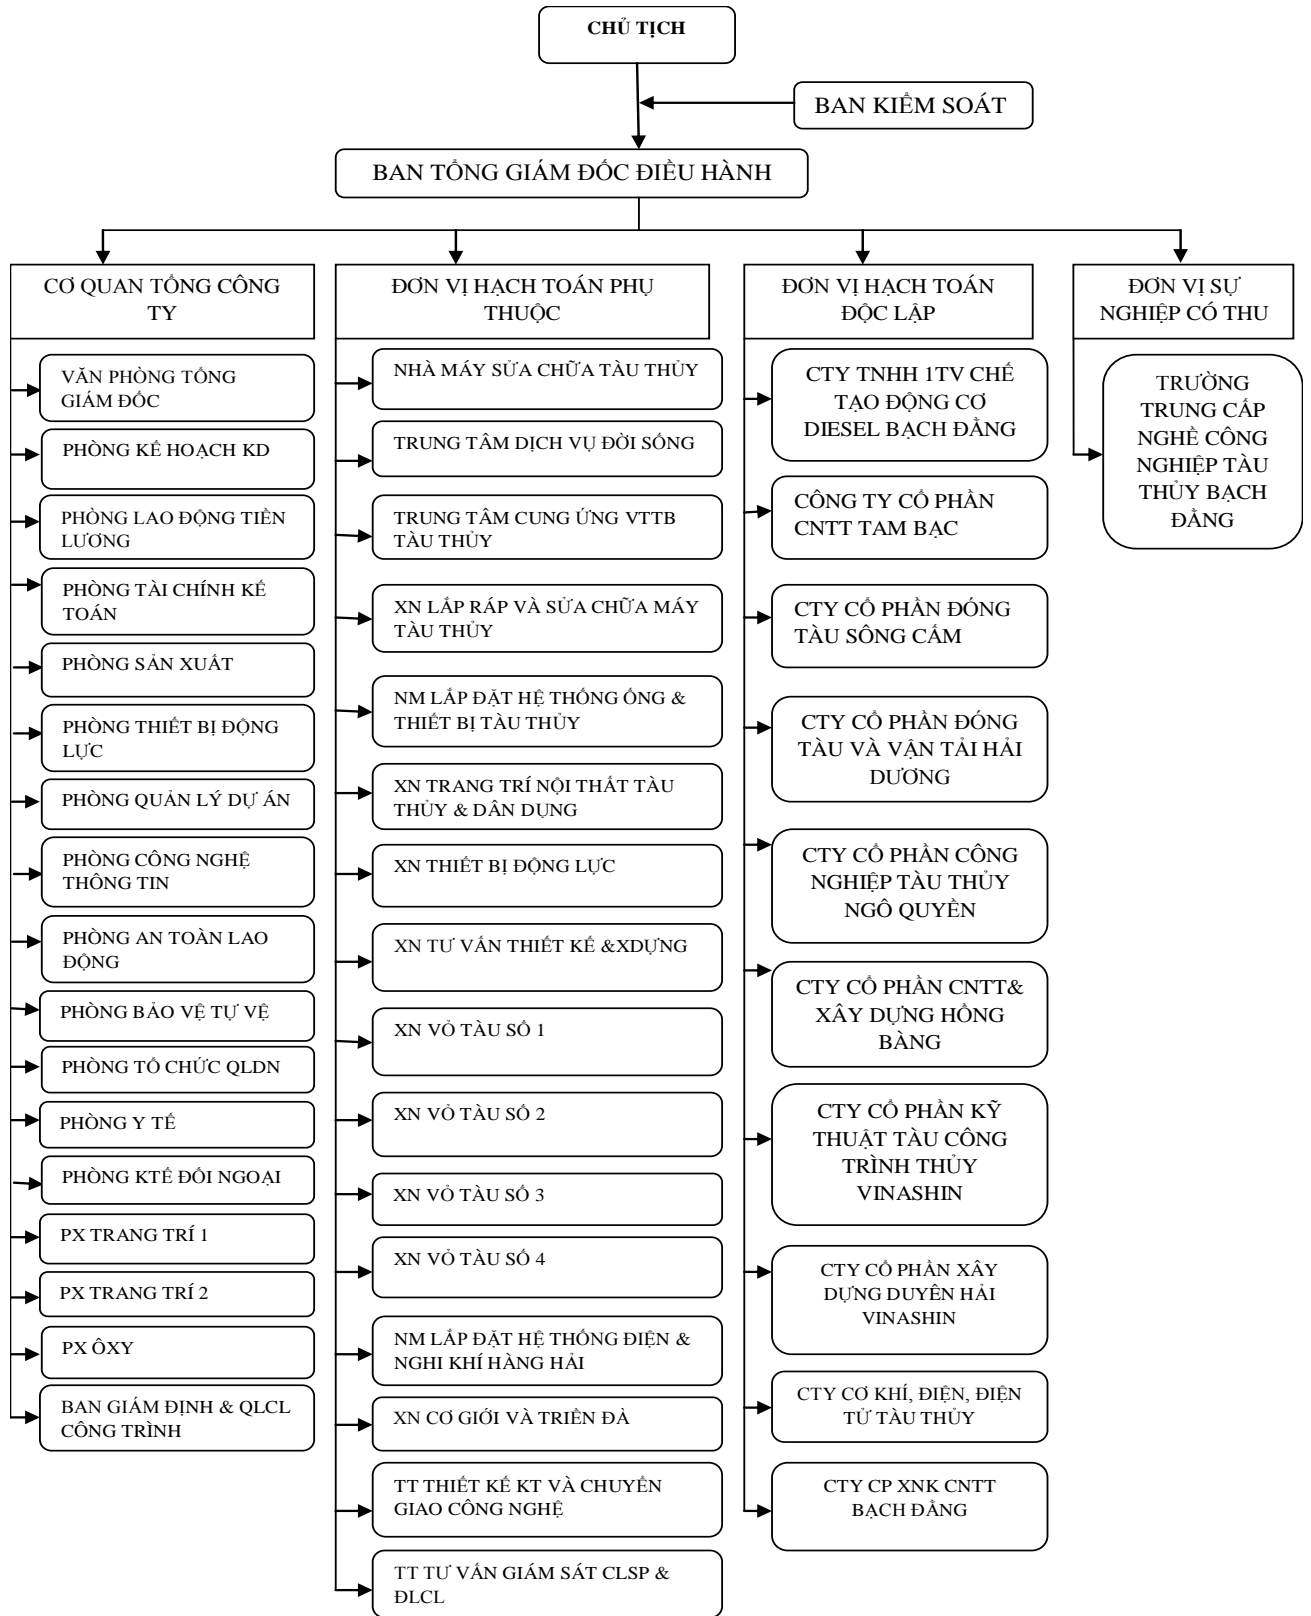 CHỦ TỊCH
BAN KIỂM SOÁT
BAN TỔNG GIÁM ĐỐC ĐIỀU HÀNH
CƠ QUAN TỔNG CÔNG
TY
VĂN PHÒNG TỔNG
GIÁM ĐỐC
PHÒNG KẾ HOẠCH KD
PHÒNG LAO ĐỘNG TIỀN
LƯƠNG
PHÒNG TÀI CHÍNH KẾ
TOÁN
PHÒNG SẢN XUẤT
PHÒNG THIẾT BỊ ĐỘNG
LỰC
PHÒNG QUẢN LÝ DỰ ÁN
PHÒNG CÔNG NGHỆ
THÔNG TIN
PHÒNG AN TOÀN LAO
ĐỘNG
PHÒNG BẢO VỆ TỰ VỆ
PHÒNG TỔ CHỨC QLDN
PHÒNG Y TẾ
PHÒNG KTẾ ĐỐI NGOẠI
PX TRANG TRÍ 1
PX TRANG TRÍ 2
PX ÔXY
BAN GIÁM ĐỊNH & QLCL
CÔNG TRÌNH
ĐƠN VỊ HẠCH TOÁN PHỤ
THUỘC
NHÀ MÁY SỬA CHỮA TÀU THỦY
TRUNG TÂM DỊCH VỤ ĐỜI SỐNG
TRUNG TÂM CUNG ỨNG VTTB
TÀU THỦY
XN LẮP RÁP VÀ SỬA CHỮA MÁY
TÀU THỦY
NM LẮP ĐẶT HỆ THỐNG ỐNG &
THIẾT BỊ TÀU THỦY
XN TRANG TRÍ NỘI THẤT TÀU
THỦY & DÂN DỤNG
XN THIẾT BỊ ĐỘNG LỰC
XN TƯ VẤN THIẾT KẾ &XDỰNG
XN VỎ TÀU SỐ 1
XN VỎ TÀU SỐ 2
XN VỎ TÀU SỐ 3
XN VỎ TÀU SỐ 4
NM LẮP ĐẶT HỆ THỐNG ĐIỆN &
NGHI KHÍ HÀNG HẢI
XN CƠ GIỚI VÀ TRIỀN ĐÀ
TT THIẾT KẾ KT VÀ CHUYỂN
GIAO CÔNG NGHỆ
TT TƯ VẤN GIÁM SÁT CLSP &
ĐLCL
ĐƠN VỊ HẠCH TOÁN
ĐỘC LẬP
CTY TNHH 1TV CHẾ
TẠO ĐỘNG CƠ
DIESEL BẠCH ĐẰNG
CÔNG TY CỔ PHẦN
CNTT TAM BẠC
CTY CỔ PHẦN ĐÓNG
TÀU SÔNG CẤM
CTY CỔ PHẦN ĐÓNG
TÀU VÀ VẬN TẢI HẢI
DƯƠNG
CTY CỔ PHẦN CÔNG
NGHIỆP TÀU THỦY
NGÔ QUYỀN
CTY CỔ PHẦN CNTT&
XÂY DỰNG HỒNG
BÀNG
CTY CỔ PHẦN KỸ
THUẬT TÀU CÔNG
TRÌNH THỦY
VINASHIN
CTY CỔ PHẦN XÂY
DỰNG DUYÊN HẢI
VINASHIN
CTY CƠ KHÍ, ĐIỆN, ĐIỆN
TỬ TÀU THỦY
CTY CP XNK CNTT
BẠCH ĐẰNG
ĐƠN VỊ SỰ
NGHIỆP CÓ THU
TRƯỜNG
TRUNG CẤP
NGHỀ CÔNG
NGHIỆP TÀU
THỦY BẠCH
ĐẰNG